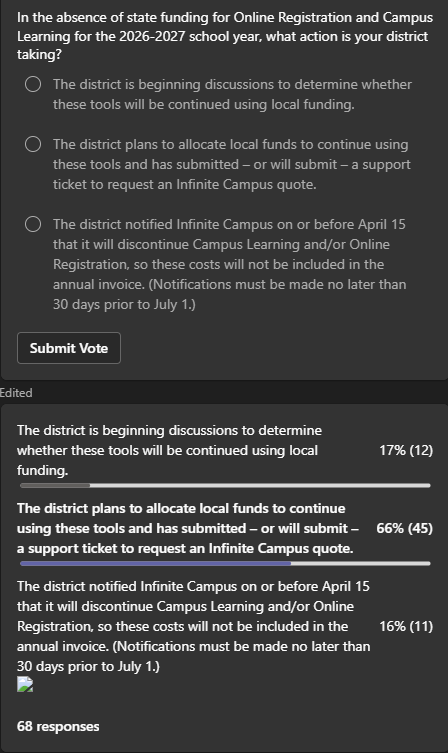 In the absence of state funding for Online Registration and Campus
Learning for the 2026-2027 school year, what action is your district
taking?
The district is beginning discussions to determine whether
these tools will be continued using local funding.
The district plans to allocate local funds to continue using
these tools and has submitted – or will submit – a support
ticket to request an Infinite Campus quote.
The district notified Infinite Campus on or before April 15
that it will discontinue Campus Learning and/or Online
Registration, so these costs will not be included in the
annual invoice. (Notifications must be made no later than
30 days prior to July 1.)
Submit Vote
Edited
The district is beginning discussions to determine
whether these tools will be continued using local
funding.
17% (12)
The district plans to allocate local funds to continue
using these tools and has submitted – or will submit –
a support ticket to request an Infinite Campus quote.
66% (45)
The district notified Infinite Campus on or before April 15
that it will discontinue Campus Learning and/or Online
Registration, so these costs will not be included in the
annual invoice. (Notifications must be made no later than
30 days prior to July 1.)
16% (11)
68 responses